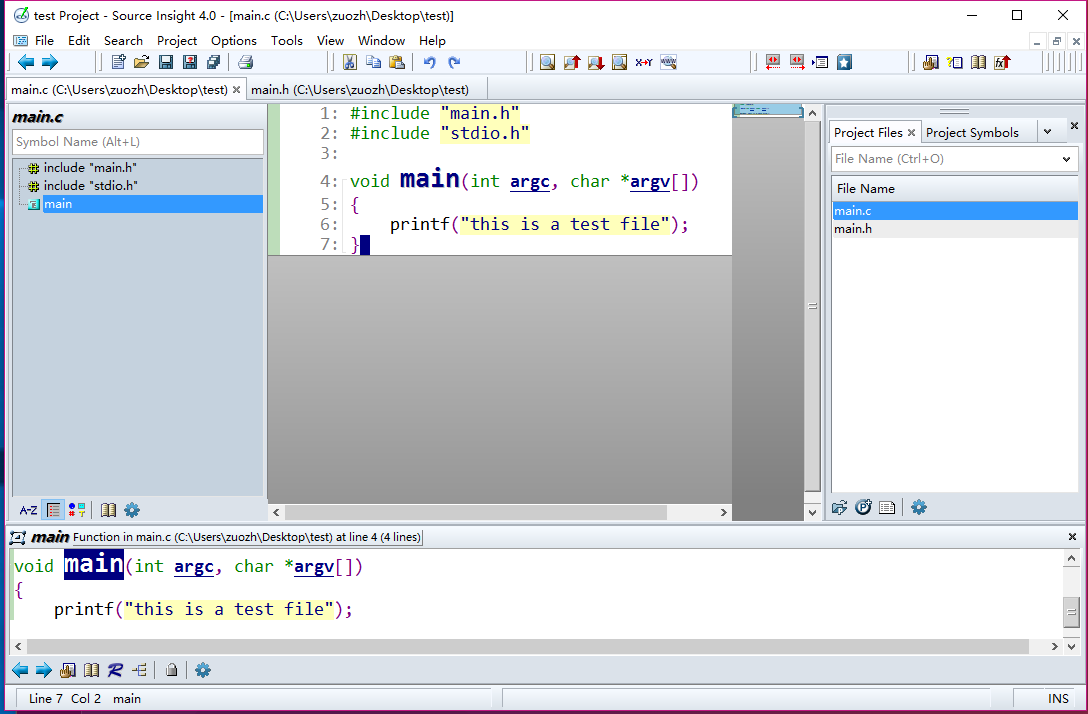 test Project - Source Insight 4.0 - [main.c (C:\Users\zuozh\Desktop\test)]
File Edit Search Project Options Tools View Window Help
main.c (C:\Users\zuozh\Desktop\test) main.h (C:\Users\zuozh\Desktop\test)
main.c
Symbol Name (Alt+L)
include "main.h"
include "stdio.h"
main
A-Z
1: #include "main.h"
2: #include "stdio.h"
3:
4: void main(int argc, char *argv[])
5: {
6: printf("this is a test file");
7: }
Project Files Project Symbols
File Name (Ctrl+O)
File Name
main.c
main.h
main Function in main.c (C:\Users\zuozh\Desktop\test) at line 4 (4 lines)
void main(int argc, char *argv[])
{
printf("this is a test file");
Line 7 Col 2 main
INS